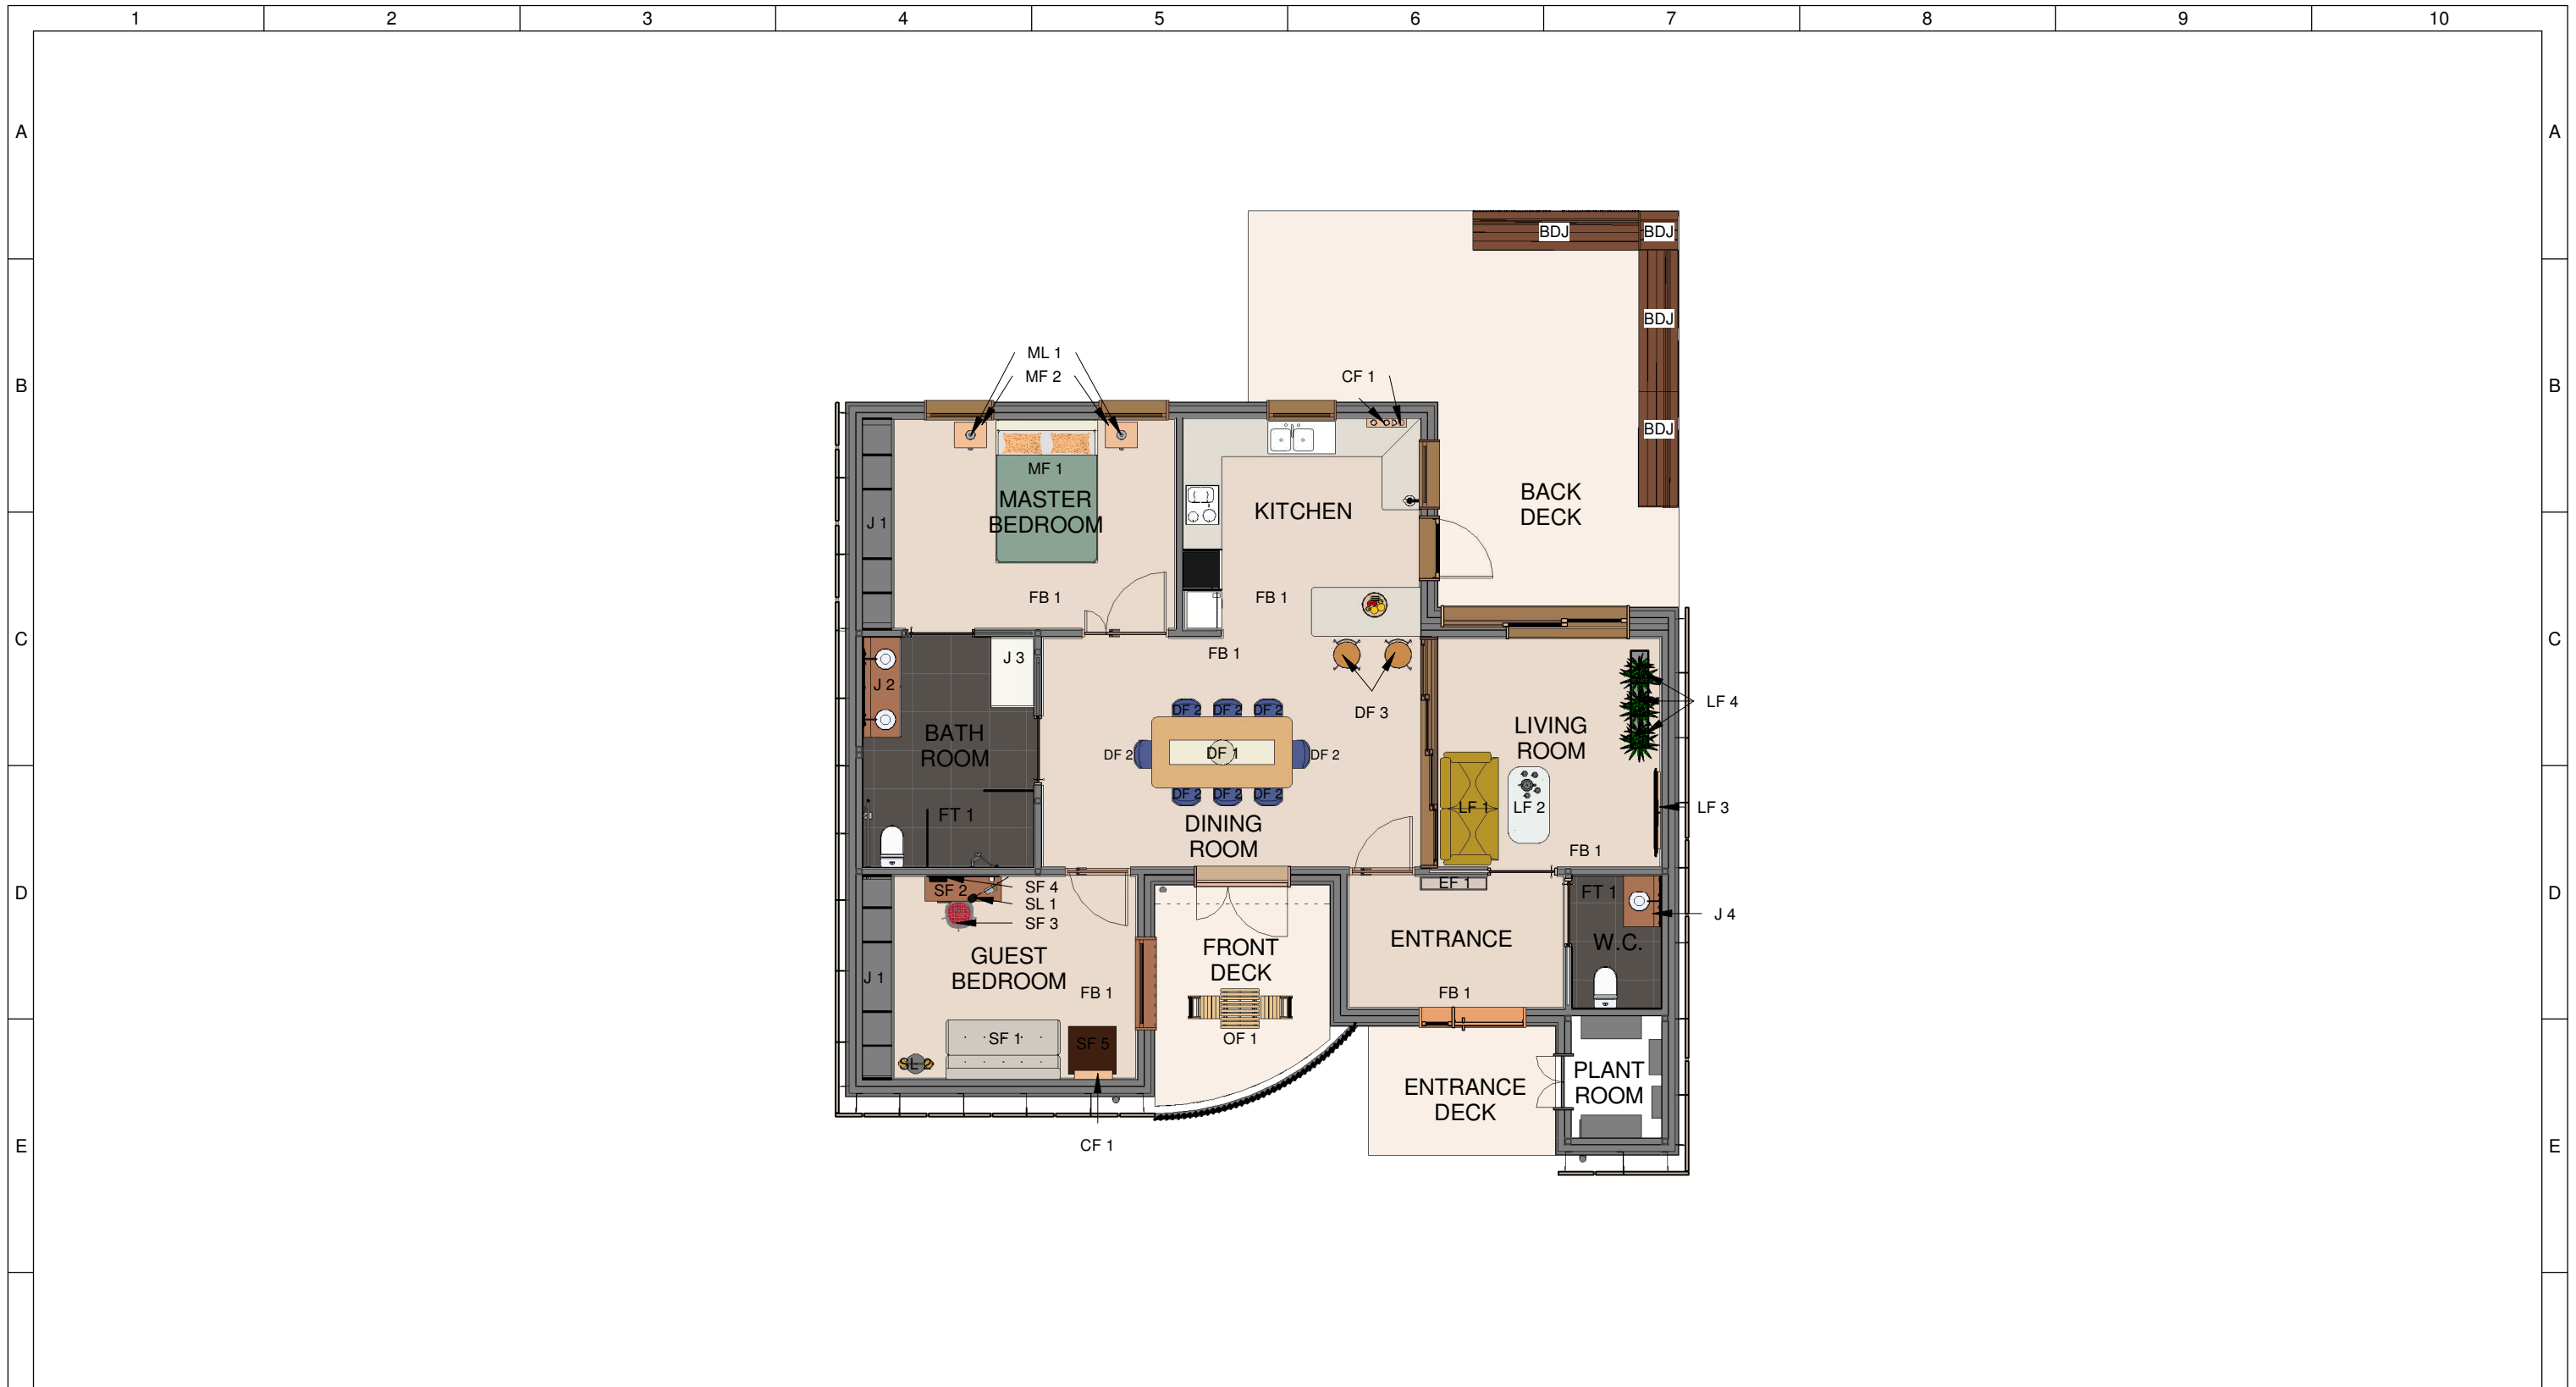 1 2 3 4 5 6 7 8 9 10
A A
BDJ BDJ
BDJ
ML 1
MF 2
CF 1
B B
BDJ
MF 1
MASTER
BEDROOM
J 1
KITCHEN
BACK
DECK
FB 1
FB 1
C C
FB 1
J 3
J 2
DF 3
LF 4
DF 2 DF 2 DF 2
BATH
ROOM
LIVING
ROOM
DF 2 DF 1 DF 2
DF 2 DF 2 DF 2
LF 1 LF 2 LF 3
FT 1
DINING
ROOM
FB 1
EF 1
D D
SF 2 SF 4
SL 1
SF 3
FT 1
J 4
ENTRANCE
W.C.
FRONT
DECK
GUEST
BEDROOM
J 1
FB 1
FB 1
SF 1
SF 5
OF 1
PLANT
ROOM
ENTRANCE
DECK
CF 1
E E